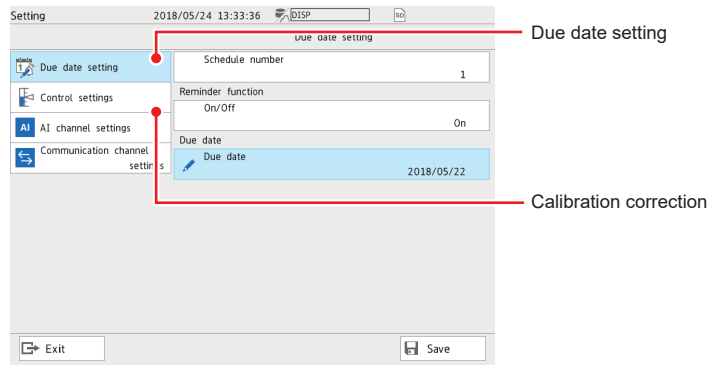 Setting 2018/05/24 13:33:36 DISP SD
Due date setting
Due date setting
Due date setting
Schedule number
1
Control settings
Reminder function
On/Off
On
AI AI channel settings
Due date
Communication channel
settings
Due date
2018/05/22
Calibration correction
Exit
Save